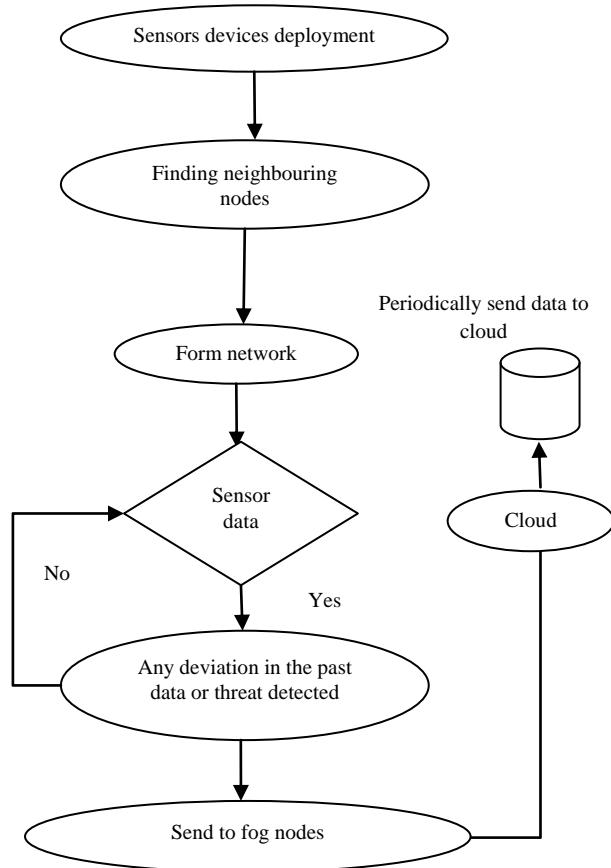 Sensors devices deployment
Finding neighbouring
nodes
Periodically send data to
cloud
Form network
Sensor
data
Cloud
No
Yes
Any deviation in the past
data or threat detected
Send to fog nodes